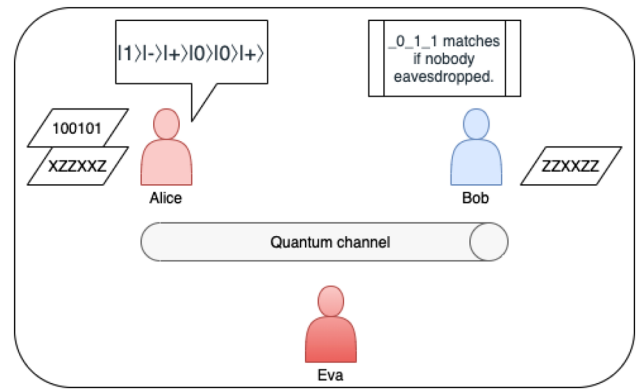 |1⟩|-⟩|+⟩|0⟩|0⟩|+⟩
_0_1_1 matches
if nobody
eavesdropped.
100101
XZZXXZ
ZZXXZZ
Alice
Bob
Quantum channel
Eva